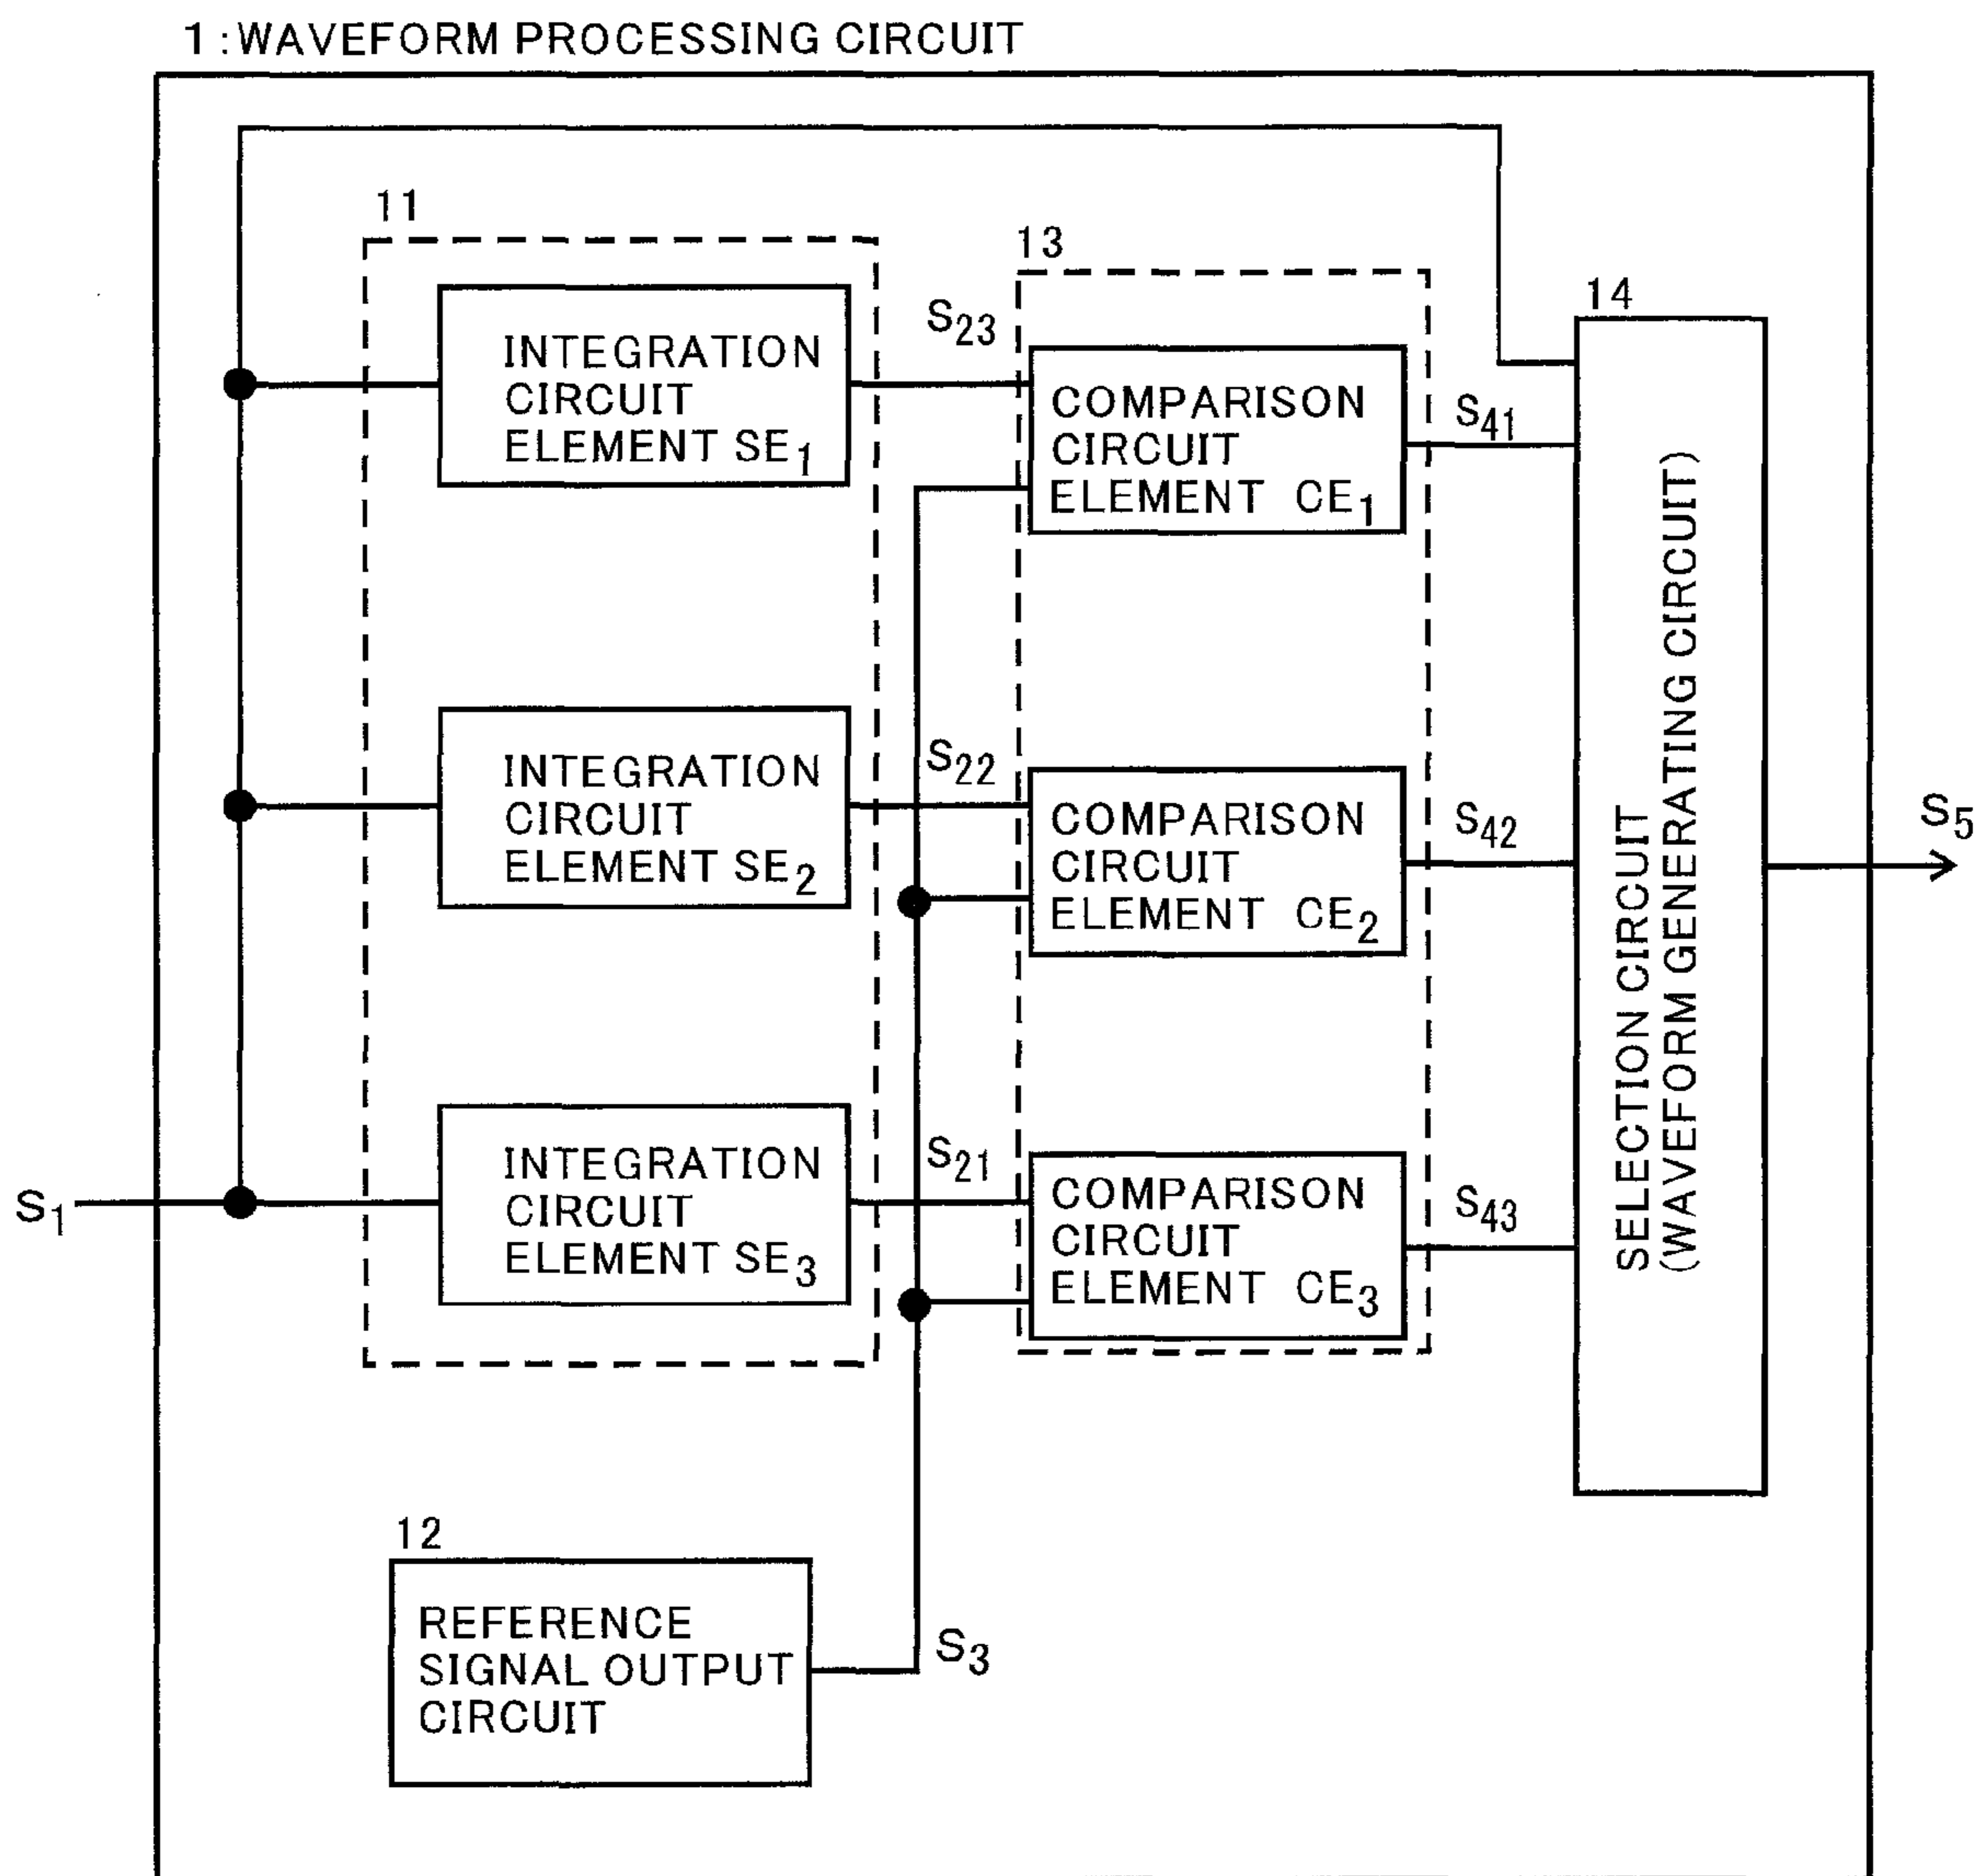 1 :WAVEFORM PROCESSING CIRCUIT
11
13
14
INTEGRATION
CIRCUIT
ELEMENT SE1
S23
COMPARISON
CIRCUIT
ELEMENT CE1
S41
INTEGRATION
CIRCUIT
ELEMENT SE2
S22
COMPARISON
CIRCUIT
ELEMENT CE2
S42
INTEGRATION
CIRCUIT
ELEMENT SE3
S21
COMPARISON
CIRCUIT
ELEMENT CE3
S43
SELECTION CIRCUIT
(WAVEFORM GENERATING CIRCUIT)
S5
S1
12
REFERENCE
SIGNAL OUTPUT
CIRCUIT
S3